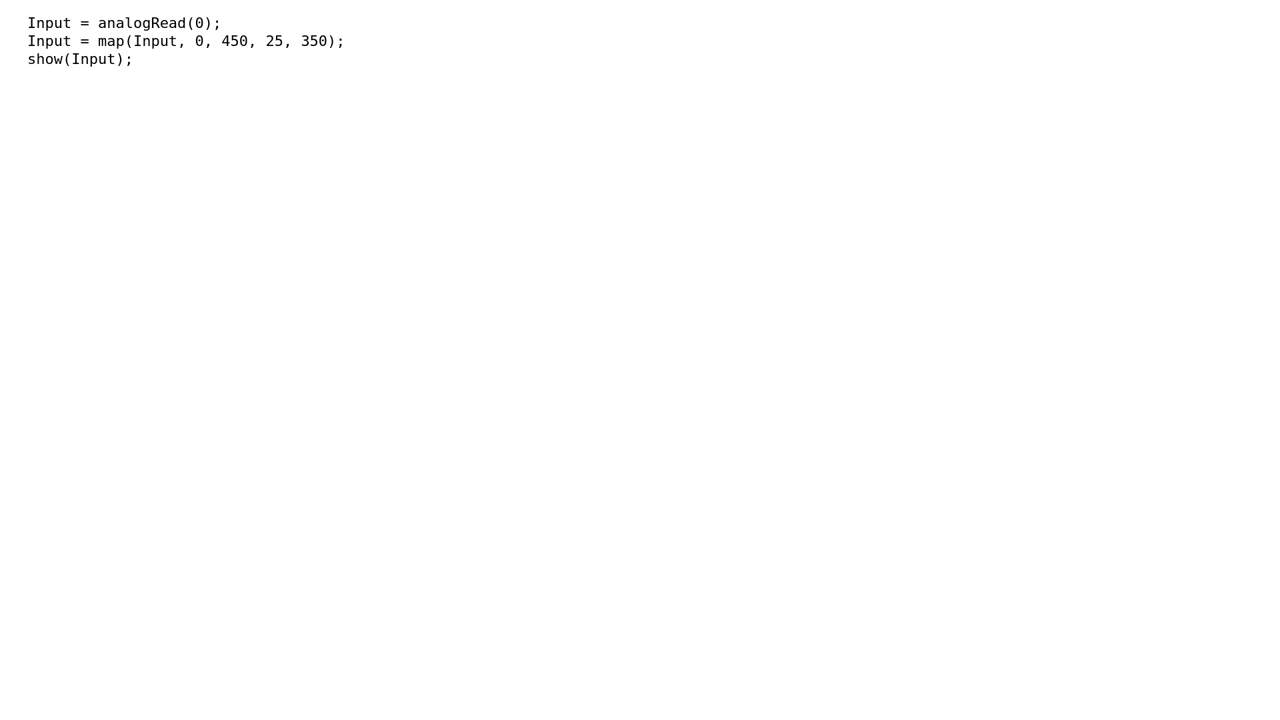 Input = analogRead(0);
Input = map(Input, 0, 450, 25, 350);
show(Input);